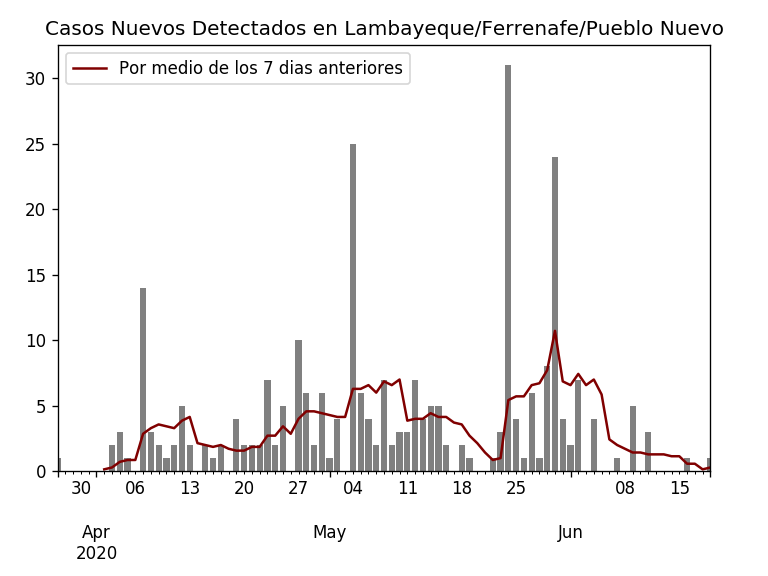 Casos Nuevos Detectados en Lambayeque/Ferrenafe/Pueblo Nuevo
Por medio de los 7 dias anteriores
30
25
20
15
10
5
0
30 06 13 20 27 04 11 18 25 08 15
Apr May Jun
2020